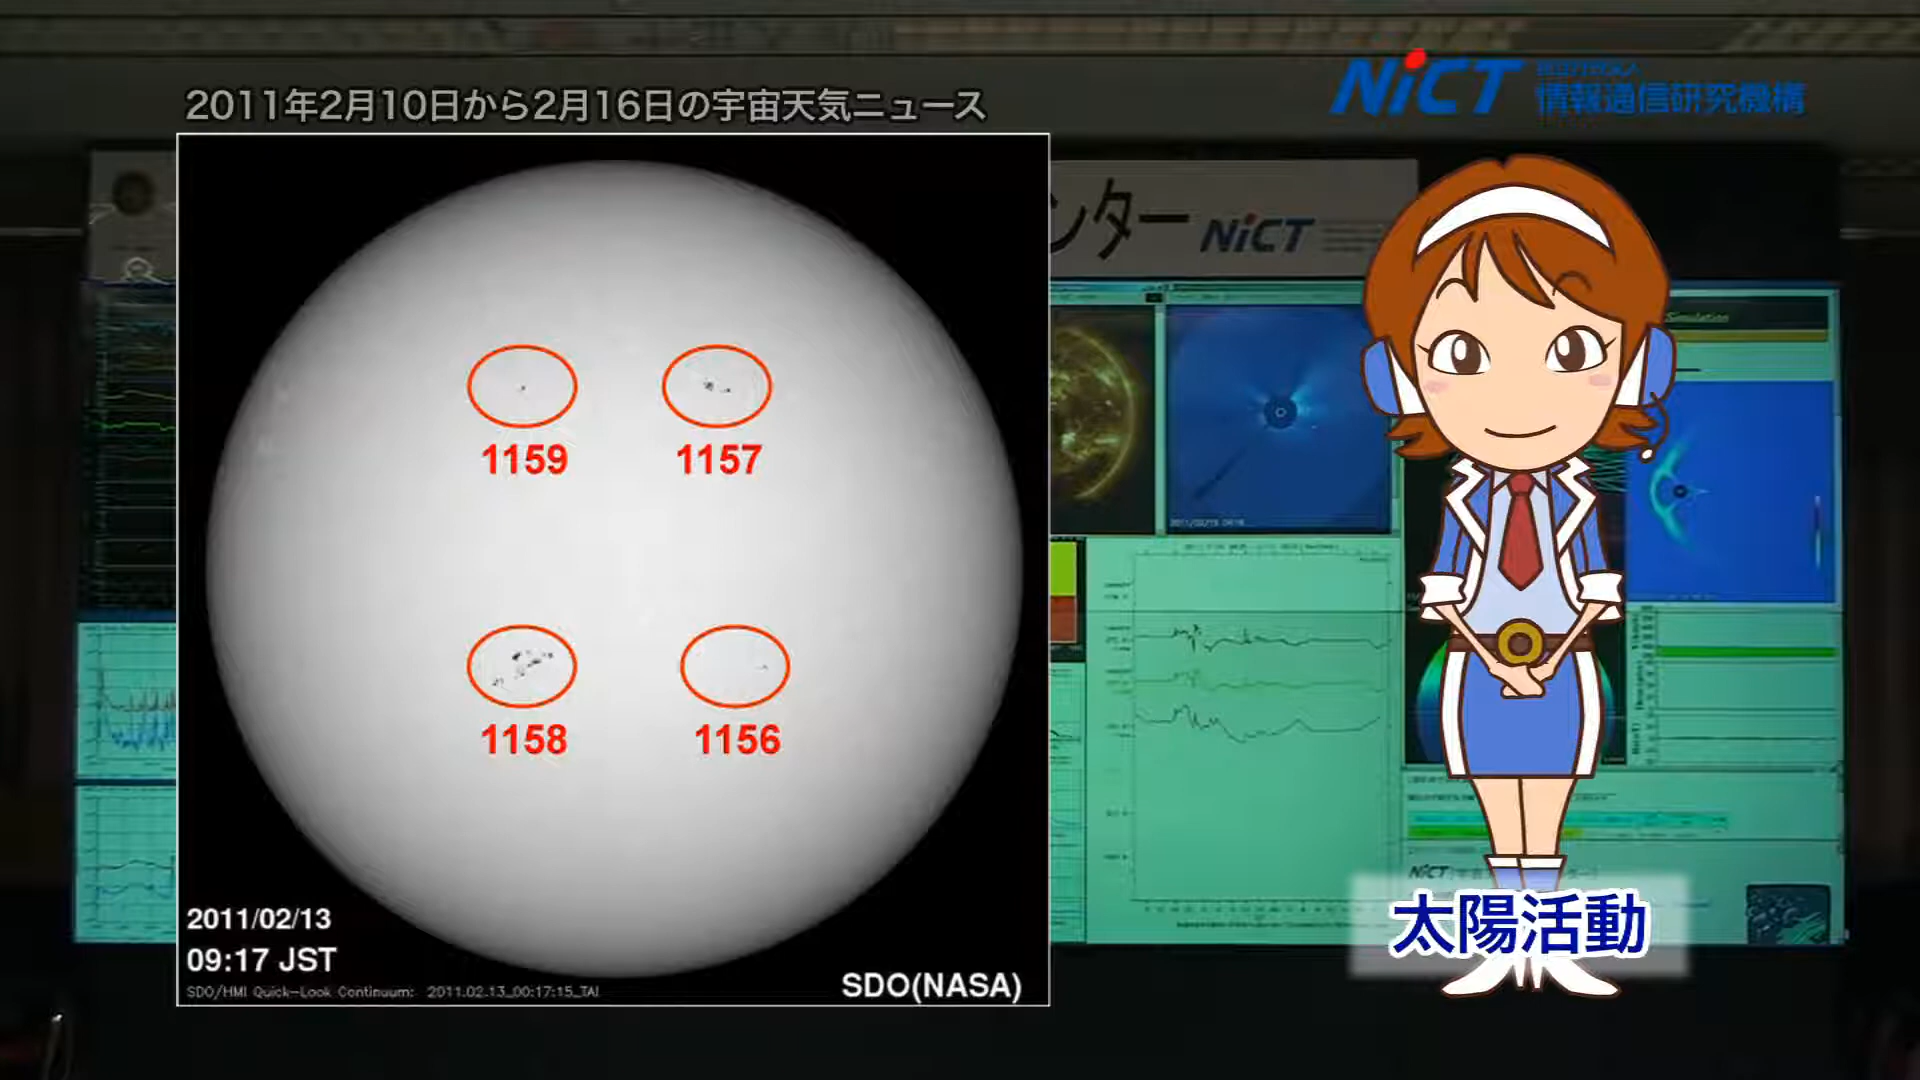 2011年2月10日から2月16日の宇宙天気ニュース
NiCT
情報通信研究機構
ンター NiCT
Simulation
1159
1157
1158
1156
2011/02/13
09:17 JST
SDO/HMI Quick-Look Continuum: 2011.02.13_00:17:15_TAI
SDO(NASA)
NiCT
太陽活動